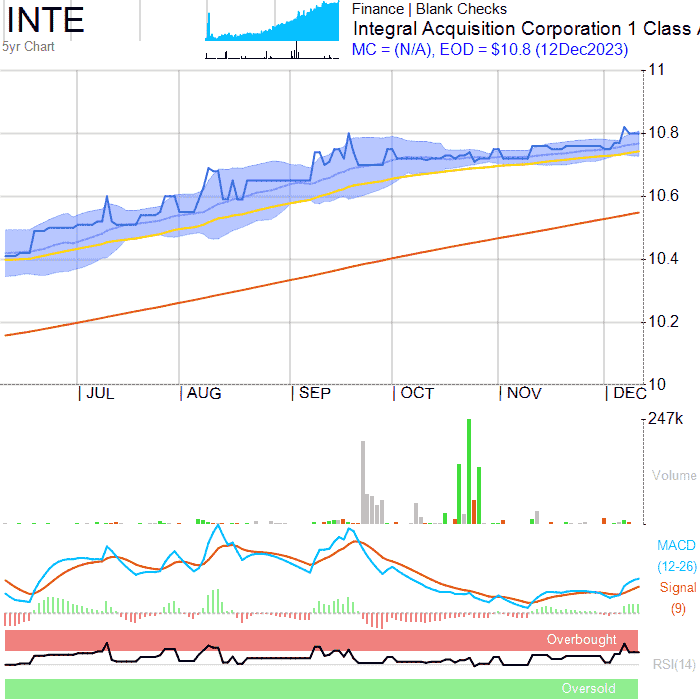 INTE
5yr Chart
Finance | Blank Checks
Integral Acquisition Corporation 1 Class A
MC = (N/A), EOD = $10.8 (12Dec2023)
11
10.8
10.6
10.4
10.2
10
JUL
AUG
SEP
OCT
NOV
DEC
247k
Volume
MACD
(12-26)
Signal
(9)
Overbought
RSI(14)
Oversold